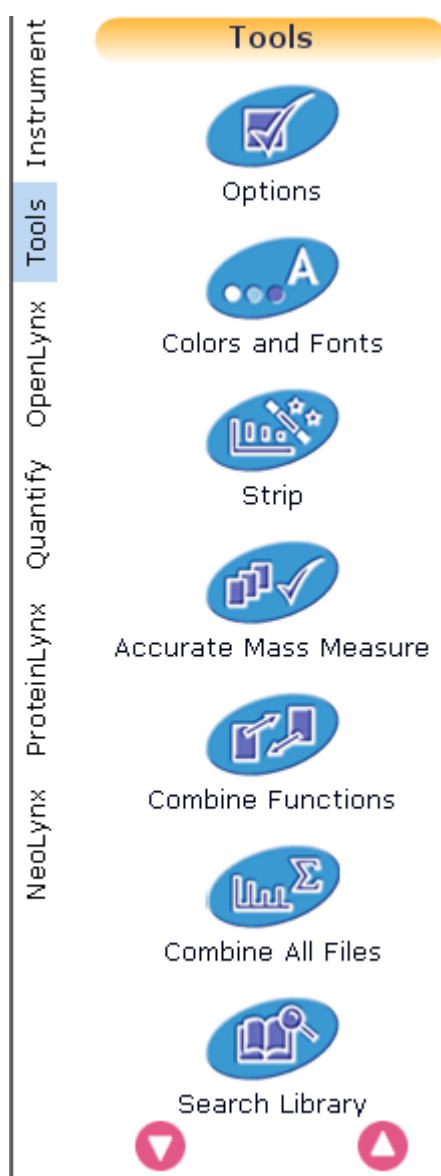 Instrument
Tools
OpenLynx
Quantify
ProteinLynx
NeoLynx
Tools
Options
A
Colors and Fonts
Strip
Accurate Mass Measure
Combine Functions
Σ
Combine All Files
Search Library